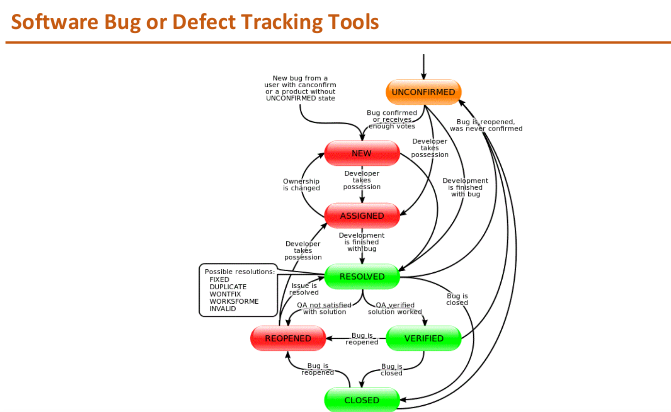 Software Bug or Defect Tracking Tools
New bug from a
user with canconfirm
or a product without
UNCONFIRMED state
UNCONFIRMED
Bug confirmed
or receives
enough votes
Bug is reopened,
was never confirmed
Developer
takes
possession
NEW
Ownership
is changed
Developer
takes
possession
Development
is finished
with bug
ASSIGNED
Developer
takes
possession
Development
is finished
with bug
Possible resolutions:
FIXED
DUPLICATE
WONTFIX
WORKSFORME
INVALID
RESOLVED
Issue is
resolved
Bug is
closed
QA not satisfied
with solution
QA verified
solution worked
REOPENED
Bug is
reopened
VERIFIED
Bug is
reopened
Bug is
closed
CLOSED